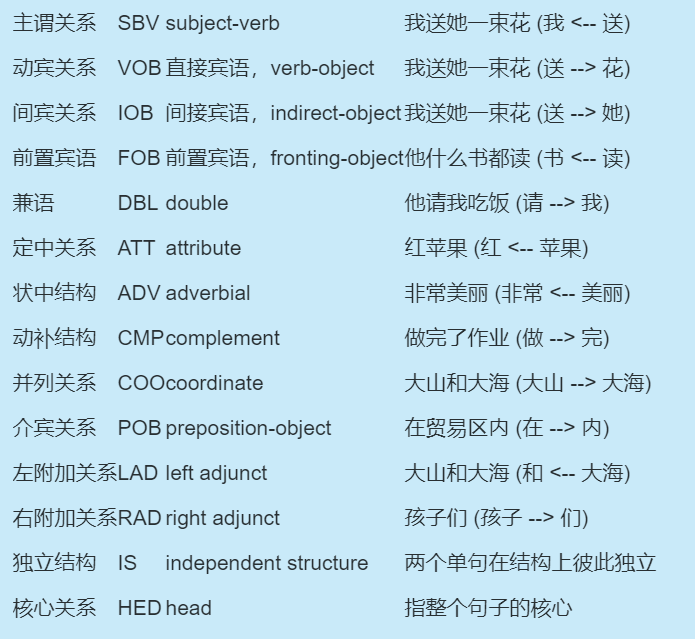 主谓关系 SBV subject-verb 我送她一束花 (我 <-- 送)
动宾关系 VOB 直接宾语，verb-object 我送她一束花 (送 --> 花)
间宾关系 IOB 间接宾语，indirect-object 我送她一束花 (送 --> 她)
前置宾语 FOB 前置宾语，fronting-object 他什么书都读 (书 <-- 读)
兼语 DBL double 他请我吃饭 (请 --> 我)
定中关系 ATT attribute 红苹果 (红 <-- 苹果)
状中结构 ADV adverbial 非常美丽 (非常 <-- 美丽)
动补结构 CMP complement 做完了作业 (做 --> 完)
并列关系 COO coordinate 大山和大海 (大山 --> 大海)
介宾关系 POB preposition-object 在贸易区内 (在 --> 内)
左附加关系 LAD left adjunct 大山和大海 (和 <-- 大海)
右附加关系 RAD right adjunct 孩子们 (孩子 --> 们)
独立结构 IS independent structure 两个单句在结构上彼此独立
核心关系 HED head 指整个句子的核心